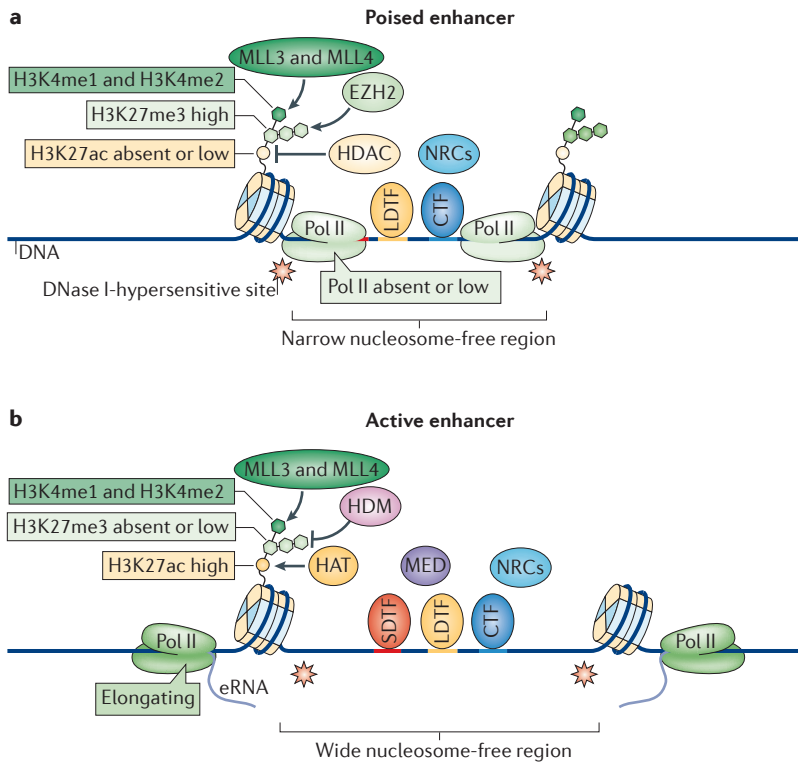 a
Poised enhancer
MLL3 and MLL4
H3K4me1 and H3K4me2
EZH2
H3K27me3 high
H3K27ac absent or low
HDAC
NRCs
LDTF
CTF
Pol II
Pol II
DNA
DNase I-hypersensitive site
Pol II absent or low
Narrow nucleosome-free region
b
Active enhancer
MLL3 and MLL4
H3K4me1 and H3K4me2
HDM
H3K27me3 absent or low
H3K27ac high
HAT
MED
NRCs
SDTF
LDTF
CTF
Pol II
Pol II
Elongating
eRNA
Wide nucleosome-free region